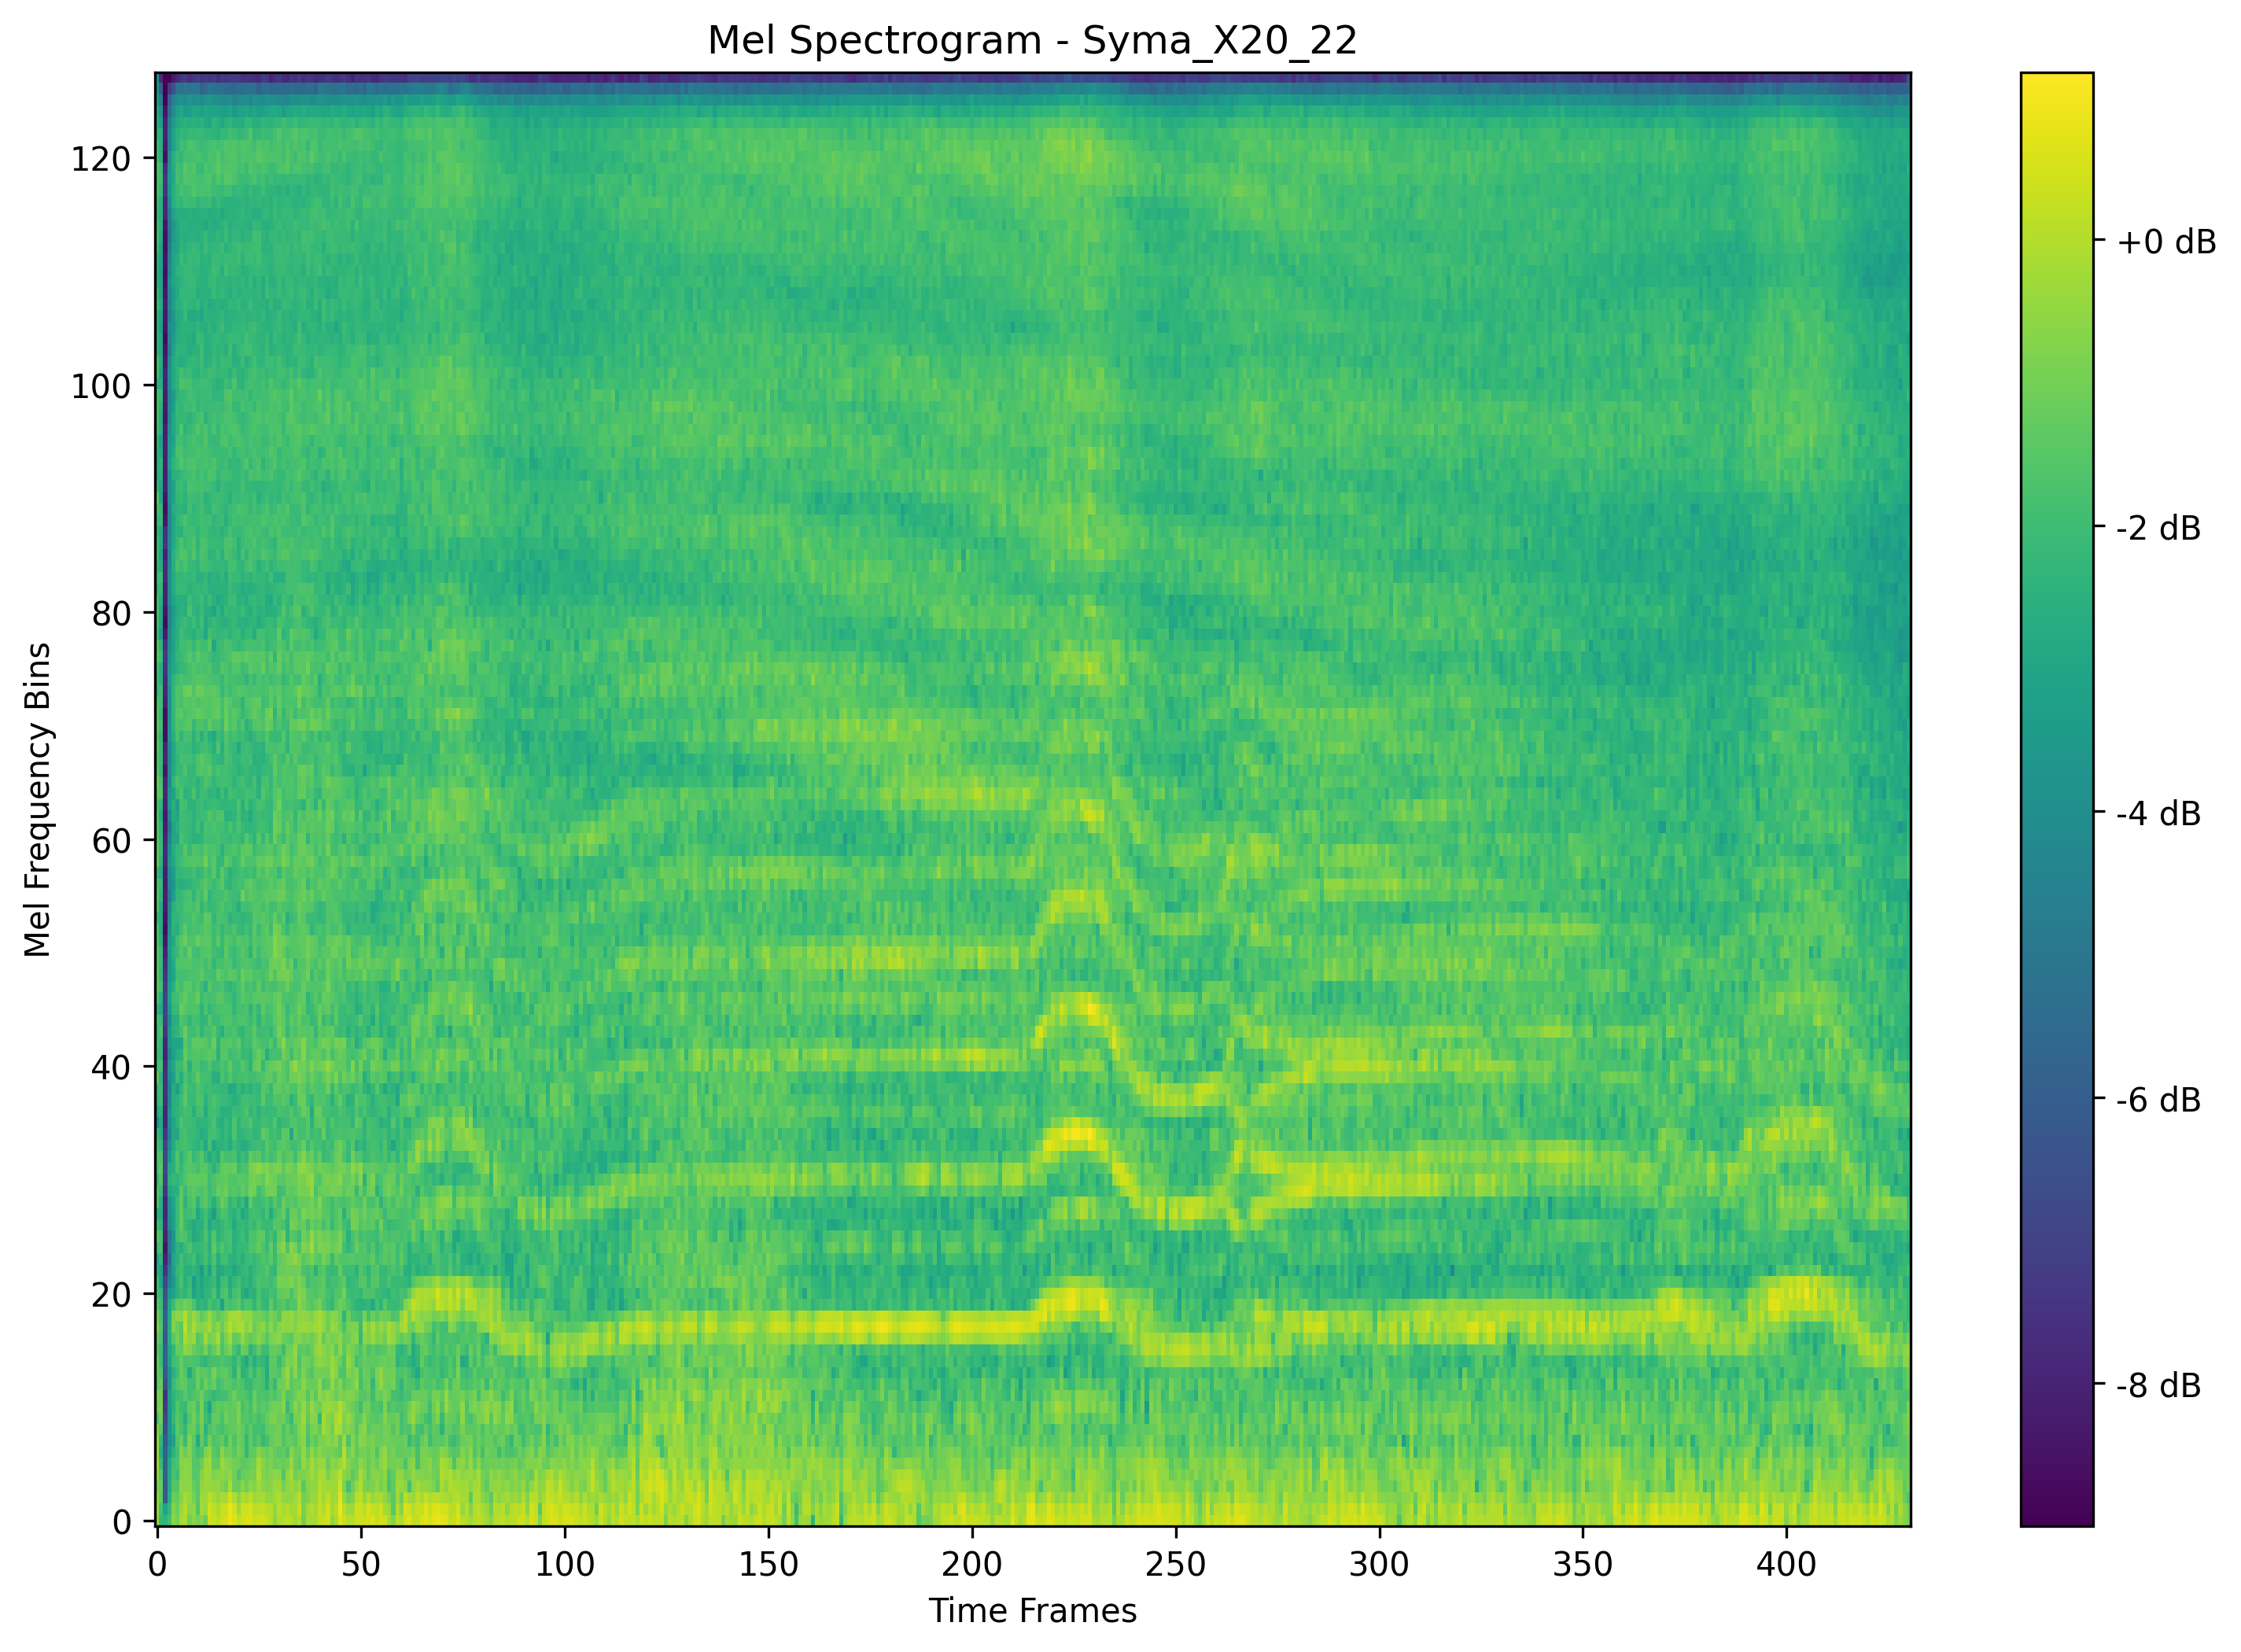 Mel Spectrogram - Syma_X20_22
Mel Frequency Bins
120
100
80
60
40
20
0
0 50 100 150 200 250 300 350 400
Time Frames
+0 dB
-2 dB
-4 dB
-6 dB
-8 dB